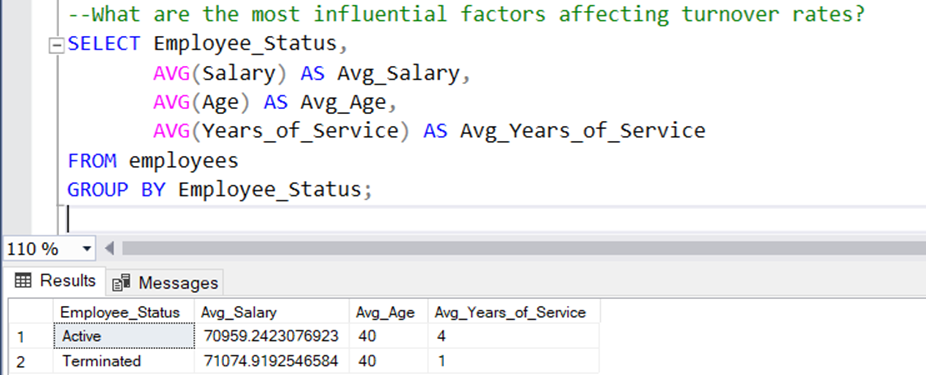 --What are the most influential factors affecting turnover rates?
SELECT Employee_Status,
AVG(Salary) AS Avg_Salary,
AVG(Age) AS Avg_Age,
AVG(Years_of_Service) AS Avg_Years_of_Service
FROM employees
GROUP BY Employee_Status;
110 %
Results Messages
Employee_Status Avg_Salary Avg_Age Avg_Years_of_Service
1 Active 70959.2423076923 40 4
2 Terminated 71074.9192546584 40 1